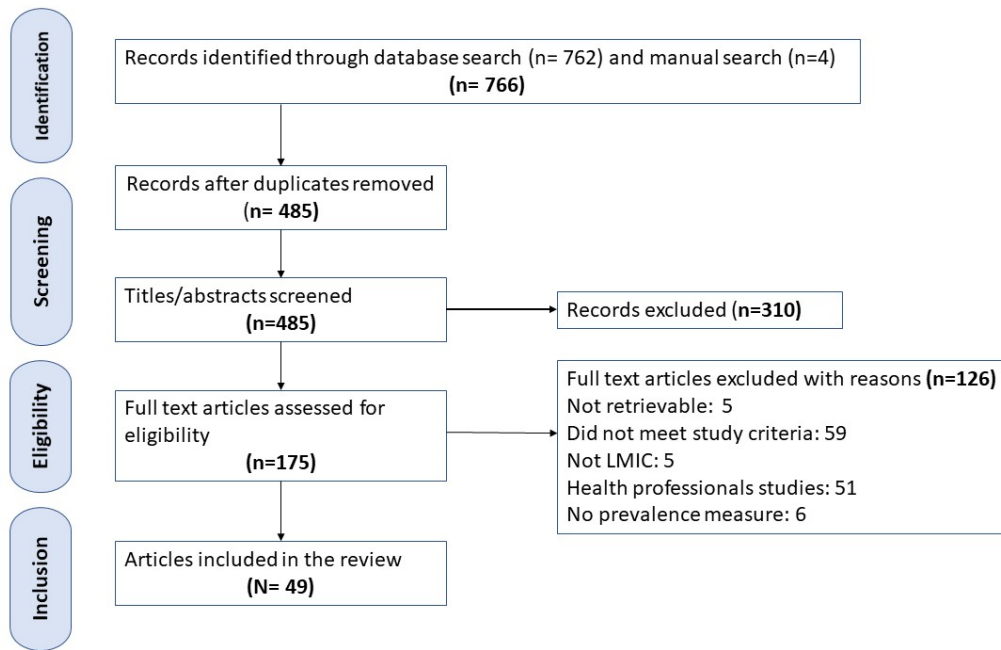 Identification
Records identified through database search (n= 762) and manual search (n=4)
(n= 766)
Screening
Records after duplicates removed
(n= 485)
Titles/abstracts screened
(n=485)
Records excluded (n=310)
Eligibility
Full text articles assessed for
eligibility
(n=175)
Full text articles excluded with reasons (n=126)
Not retrievable: 5
Did not meet study criteria: 59
Not LMIC: 5
Health professionals studies: 51
No prevalence measure: 6
Inclusion
Articles included in the review
(N= 49)